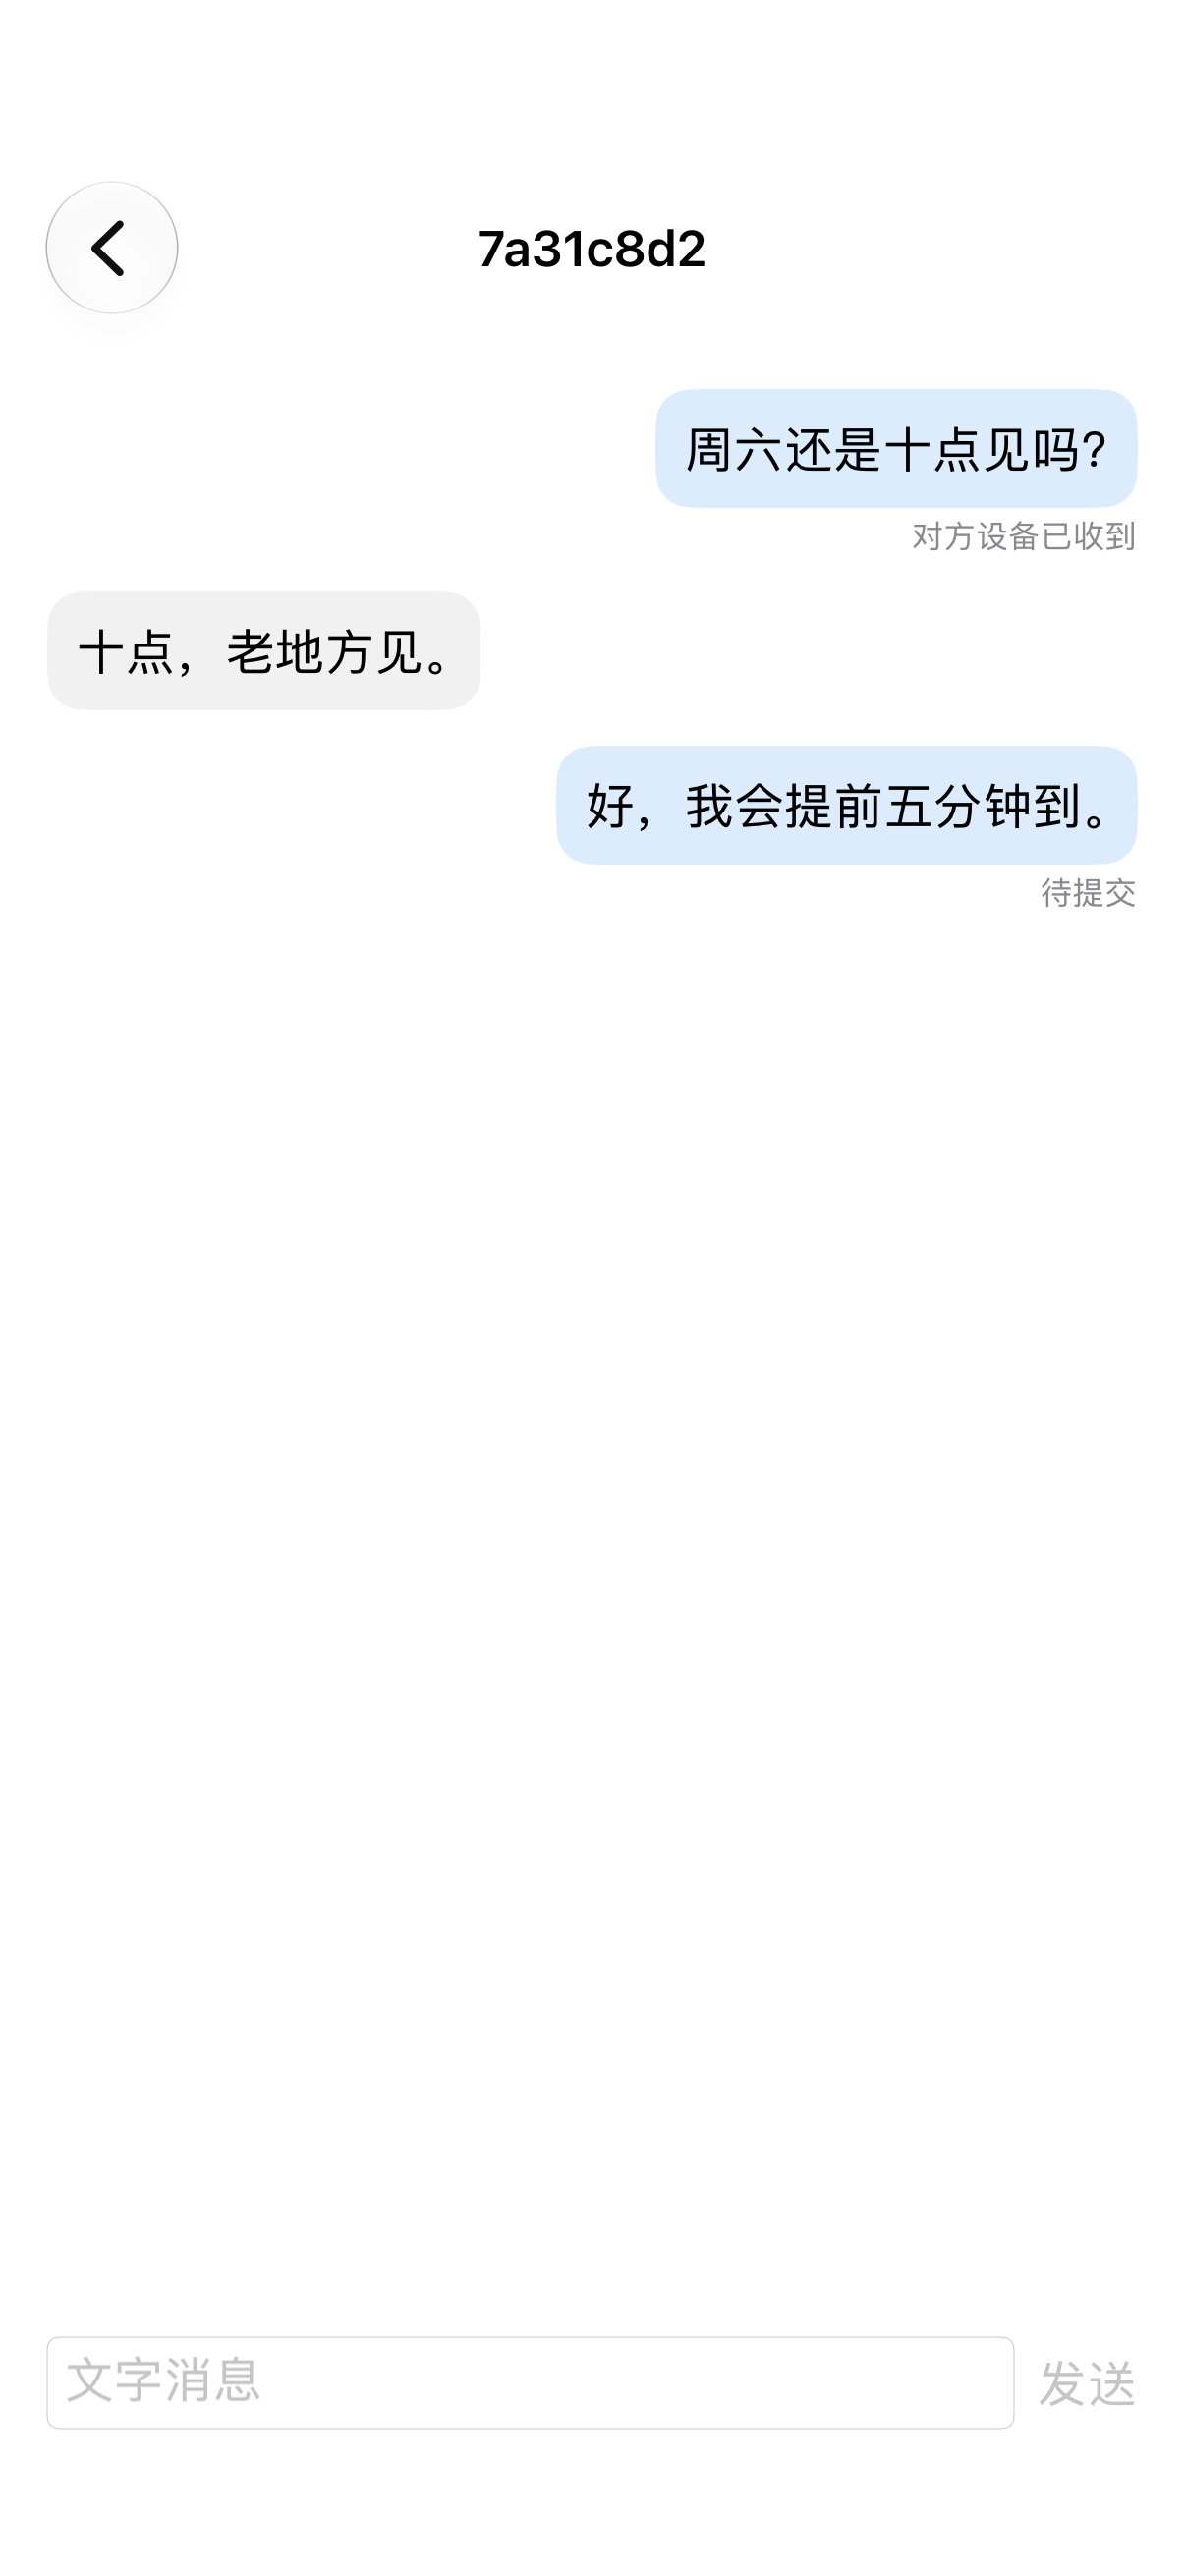 7a31c8d2
周六还是十点见吗？
对方设备已收到
十点，老地方见。
好，我会提前五分钟到。
待提交
文字消息
发送